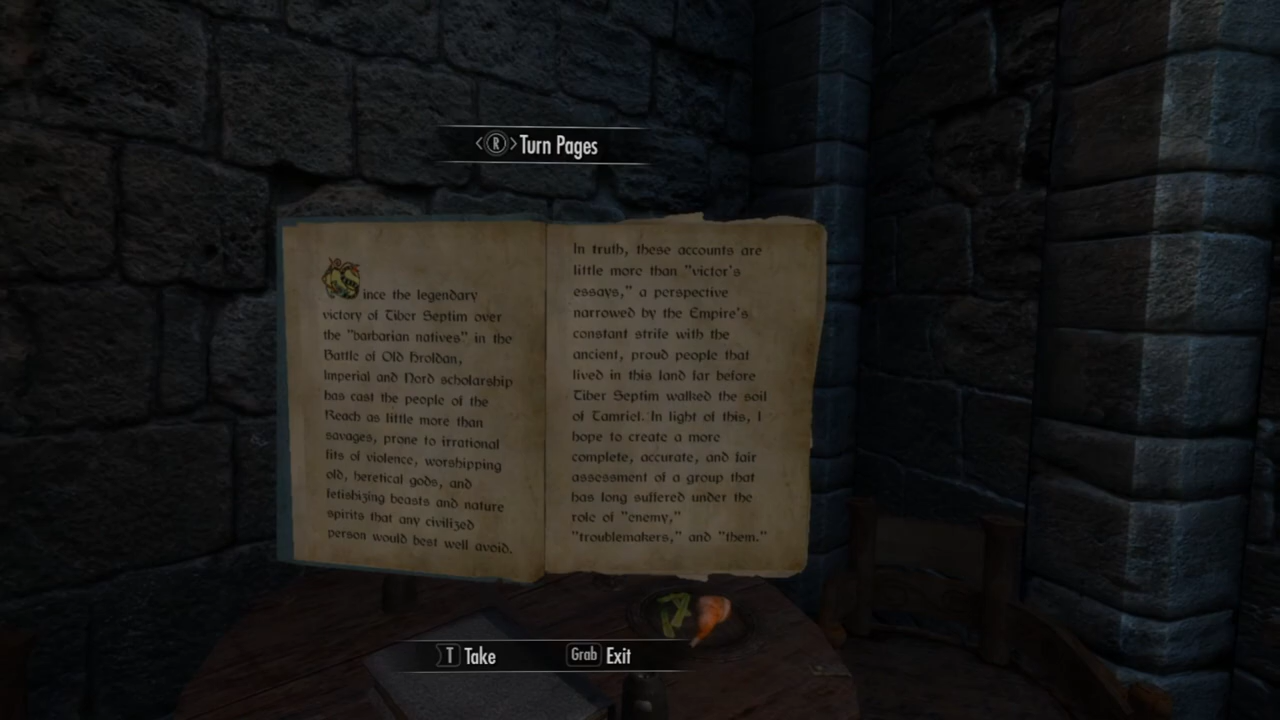 R Turn Pages
Since the legendary
victory of Tiber Septim over
the "barbarian natives" in the
Battle of Old Hroldan,
Imperial and Nord scholarship
has cast the people of the
Reach as little more than
savages, prone to irrational
fits of violence, worshipping
old, heretical gods, and
fetishizing beasts and nature
spirits that any civilized
person would best well avoid.
In truth, these accounts are
little more than "victor's
essays," a perspective
narrowed by the Empire's
constant strife with the
ancient, proud people that
lived in this land far before
Tiber Septim walked the soil
of Tamriel. In light of this, I
hope to create a more
complete, accurate, and fair
assessment of a group that
has long suffered under the
role of "enemy,"
"troublemakers," and "them."
T Take
Grab Exit